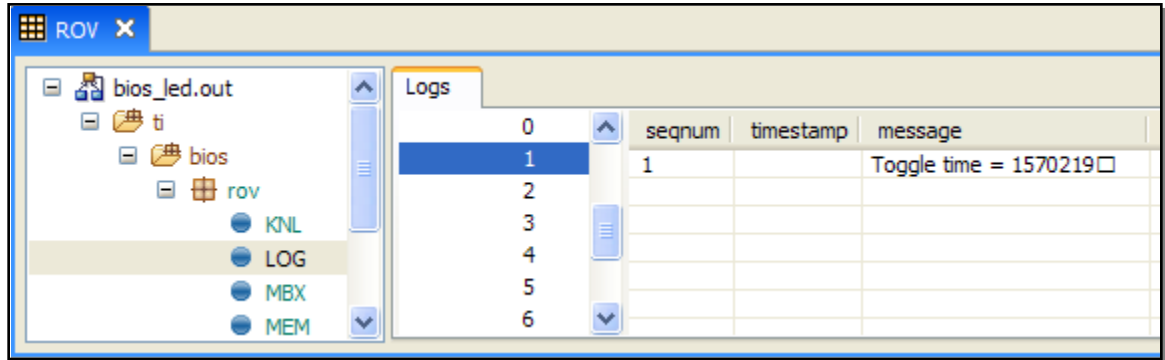 ROV
bios_led.out
ti
bios
rov
KNL
LOG
MBX
MEM
Logs
0
1
2
3
4
5
6
seqnum timestamp message
1 Toggle time = 1570219□